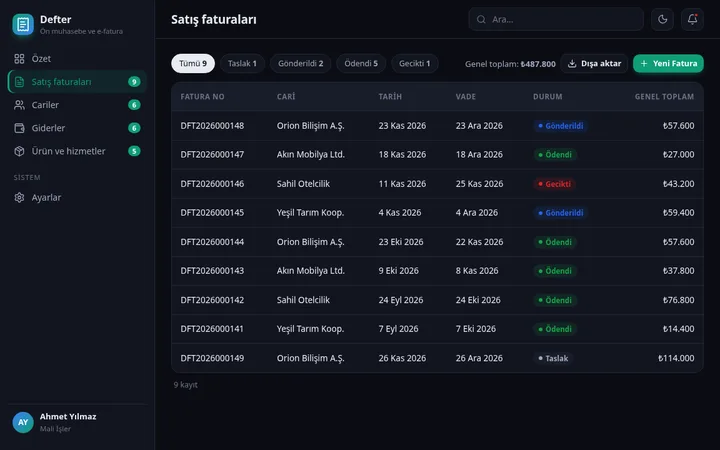 Defter
Ön muhasebe ve e-fatura
Özet
Satış faturaları 9
Cariler 6
Giderler 6
Ürün ve hizmetler 5
SİSTEM
Ayarlar
AY
Ahmet Yılmaz
Mali İşler
Satış faturaları
Ara…
Tümü 9 Taslak 1 Gönderildi 2 Ödendi 5 Gecikti 1 Genel toplam: ₺487.800 Dışa aktar + Yeni Fatura
FATURA NO CARİ TARİH VADE DURUM GENEL TOPLAM
DFT2026000148 Orion Bilişim A.Ş. 23 Kas 2026 23 Ara 2026 Gönderildi ₺57.600
DFT2026000147 Akın Mobilya Ltd. 18 Kas 2026 18 Ara 2026 Ödendi ₺27.000
DFT2026000146 Sahil Otelcilik 11 Kas 2026 25 Kas 2026 Gecikti ₺43.200
DFT2026000145 Yeşil Tarım Koop. 4 Kas 2026 4 Ara 2026 Gönderildi ₺59.400
DFT2026000144 Orion Bilişim A.Ş. 23 Eki 2026 22 Kas 2026 Ödendi ₺57.600
DFT2026000143 Akın Mobilya Ltd. 9 Eki 2026 8 Kas 2026 Ödendi ₺37.800
DFT2026000142 Sahil Otelcilik 24 Eyl 2026 24 Eki 2026 Ödendi ₺76.800
DFT2026000141 Yeşil Tarım Koop. 7 Eyl 2026 7 Eki 2026 Ödendi ₺14.400
DFT2026000149 Orion Bilişim A.Ş. 26 Kas 2026 26 Ara 2026 Taslak ₺114.000
9 kayıt